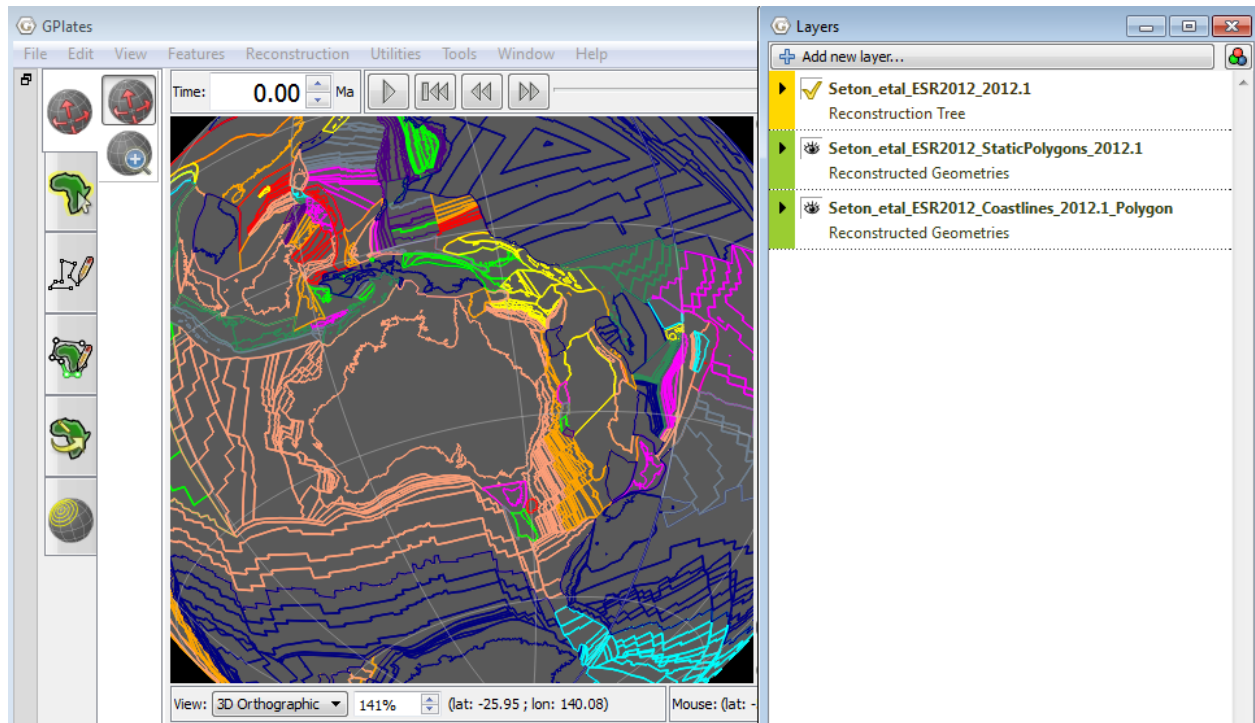 GPlates
File Edit View Features Reconstruction Utilities Tools Window Help
Time: 0.00 Ma
View: 3D Orthographic 141% (lat: -25.95 ; lon: 140.08) Mouse: (lat: -
Layers
Add new layer...
Seton_etal_ESR2012_2012.1
Reconstruction Tree
Seton_etal_ESR2012_StaticPolygons_2012.1
Reconstructed Geometries
Seton_etal_ESR2012_Coastlines_2012.1_Polygon
Reconstructed Geometries